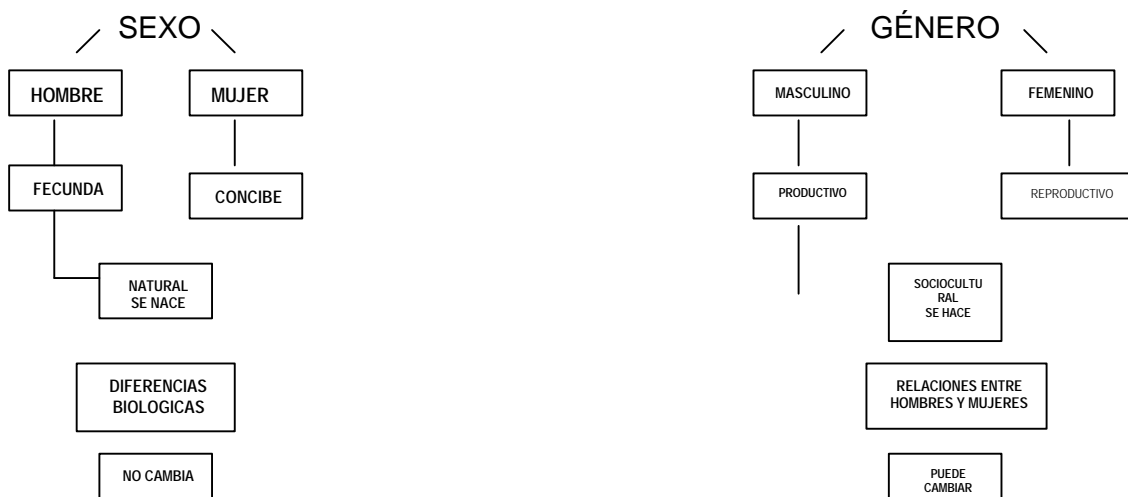 SEXO
HOMBRE
MUJER
FECUNDA
CONCIBE
NATURAL
SE NACE
DIFERENCIAS
BIOLOGICAS
NO CAMBIA
GÉNERO
MASCULINO
FEMENINO
PRODUCTIVO
REPRODUCTIVO
SOCIOCULTU
RAL
SE HACE
RELACIONES ENTRE
HOMBRES Y MUJERES
PUEDE
CAMBIAR